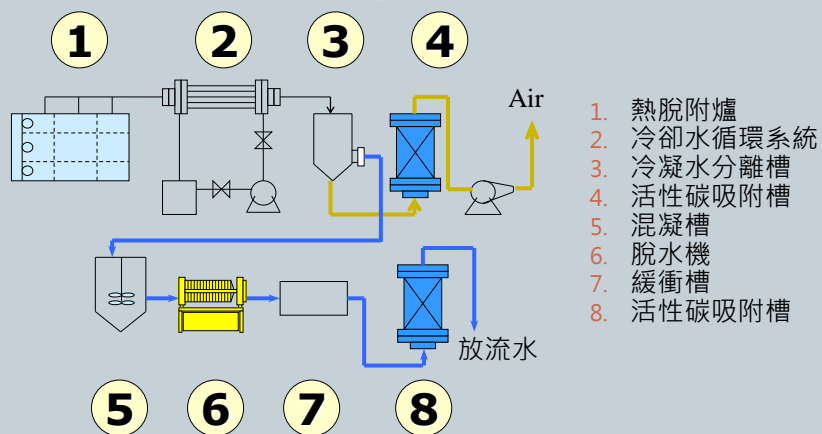 1 2 3 4
Air
1. 熱脫附爐
2. 冷卻水循環系統
3. 冷凝水分離槽
4. 活性碳吸附槽
5. 混凝槽
6. 脫水機
7. 緩衝槽
8. 活性碳吸附槽
放流水
5 6 7 8